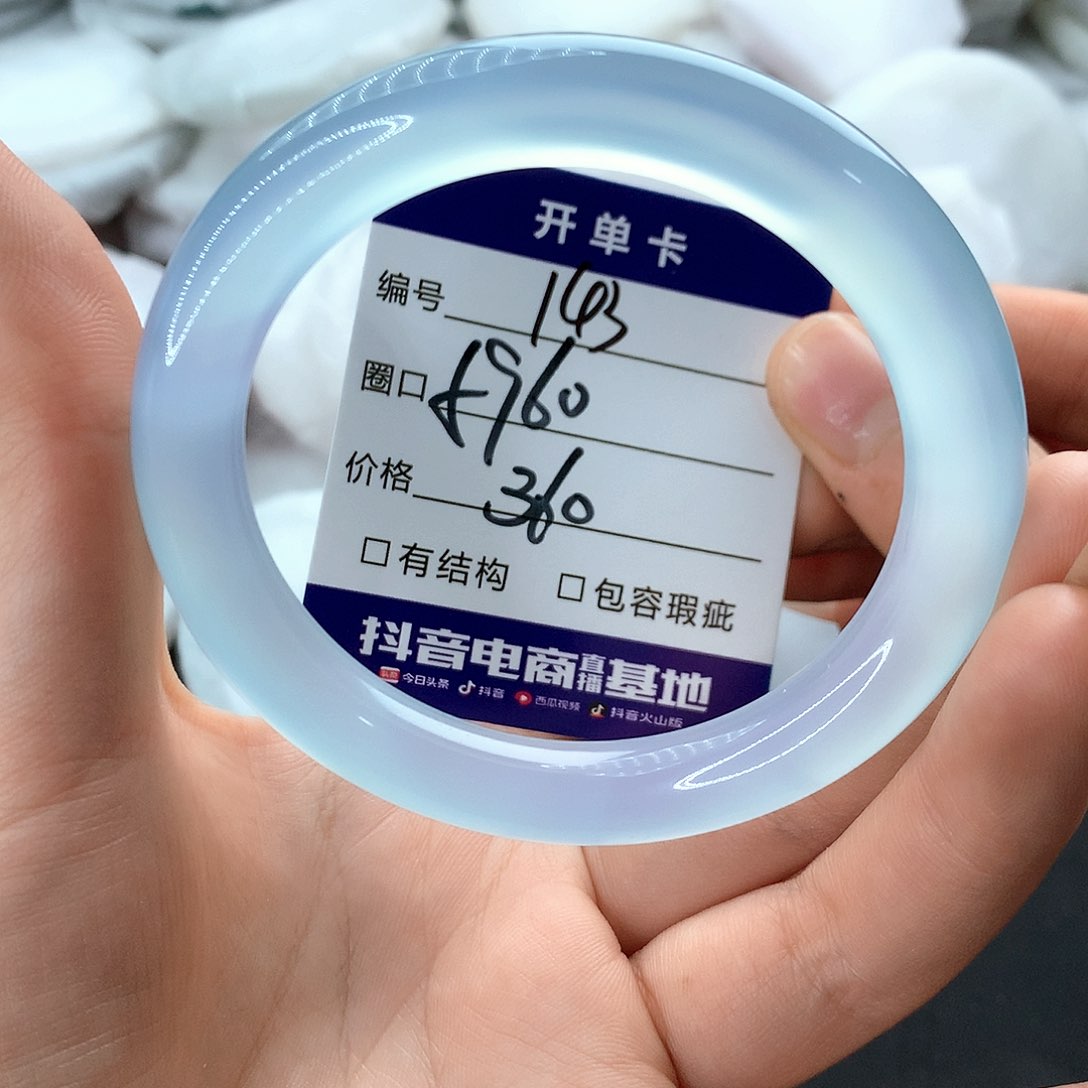 开单卡
编号 163
圈口
价格 360
☐有结构 ☐包容瑕疵
抖音电商直播基地
今日头条 抖音 西瓜视频 抖音火山版